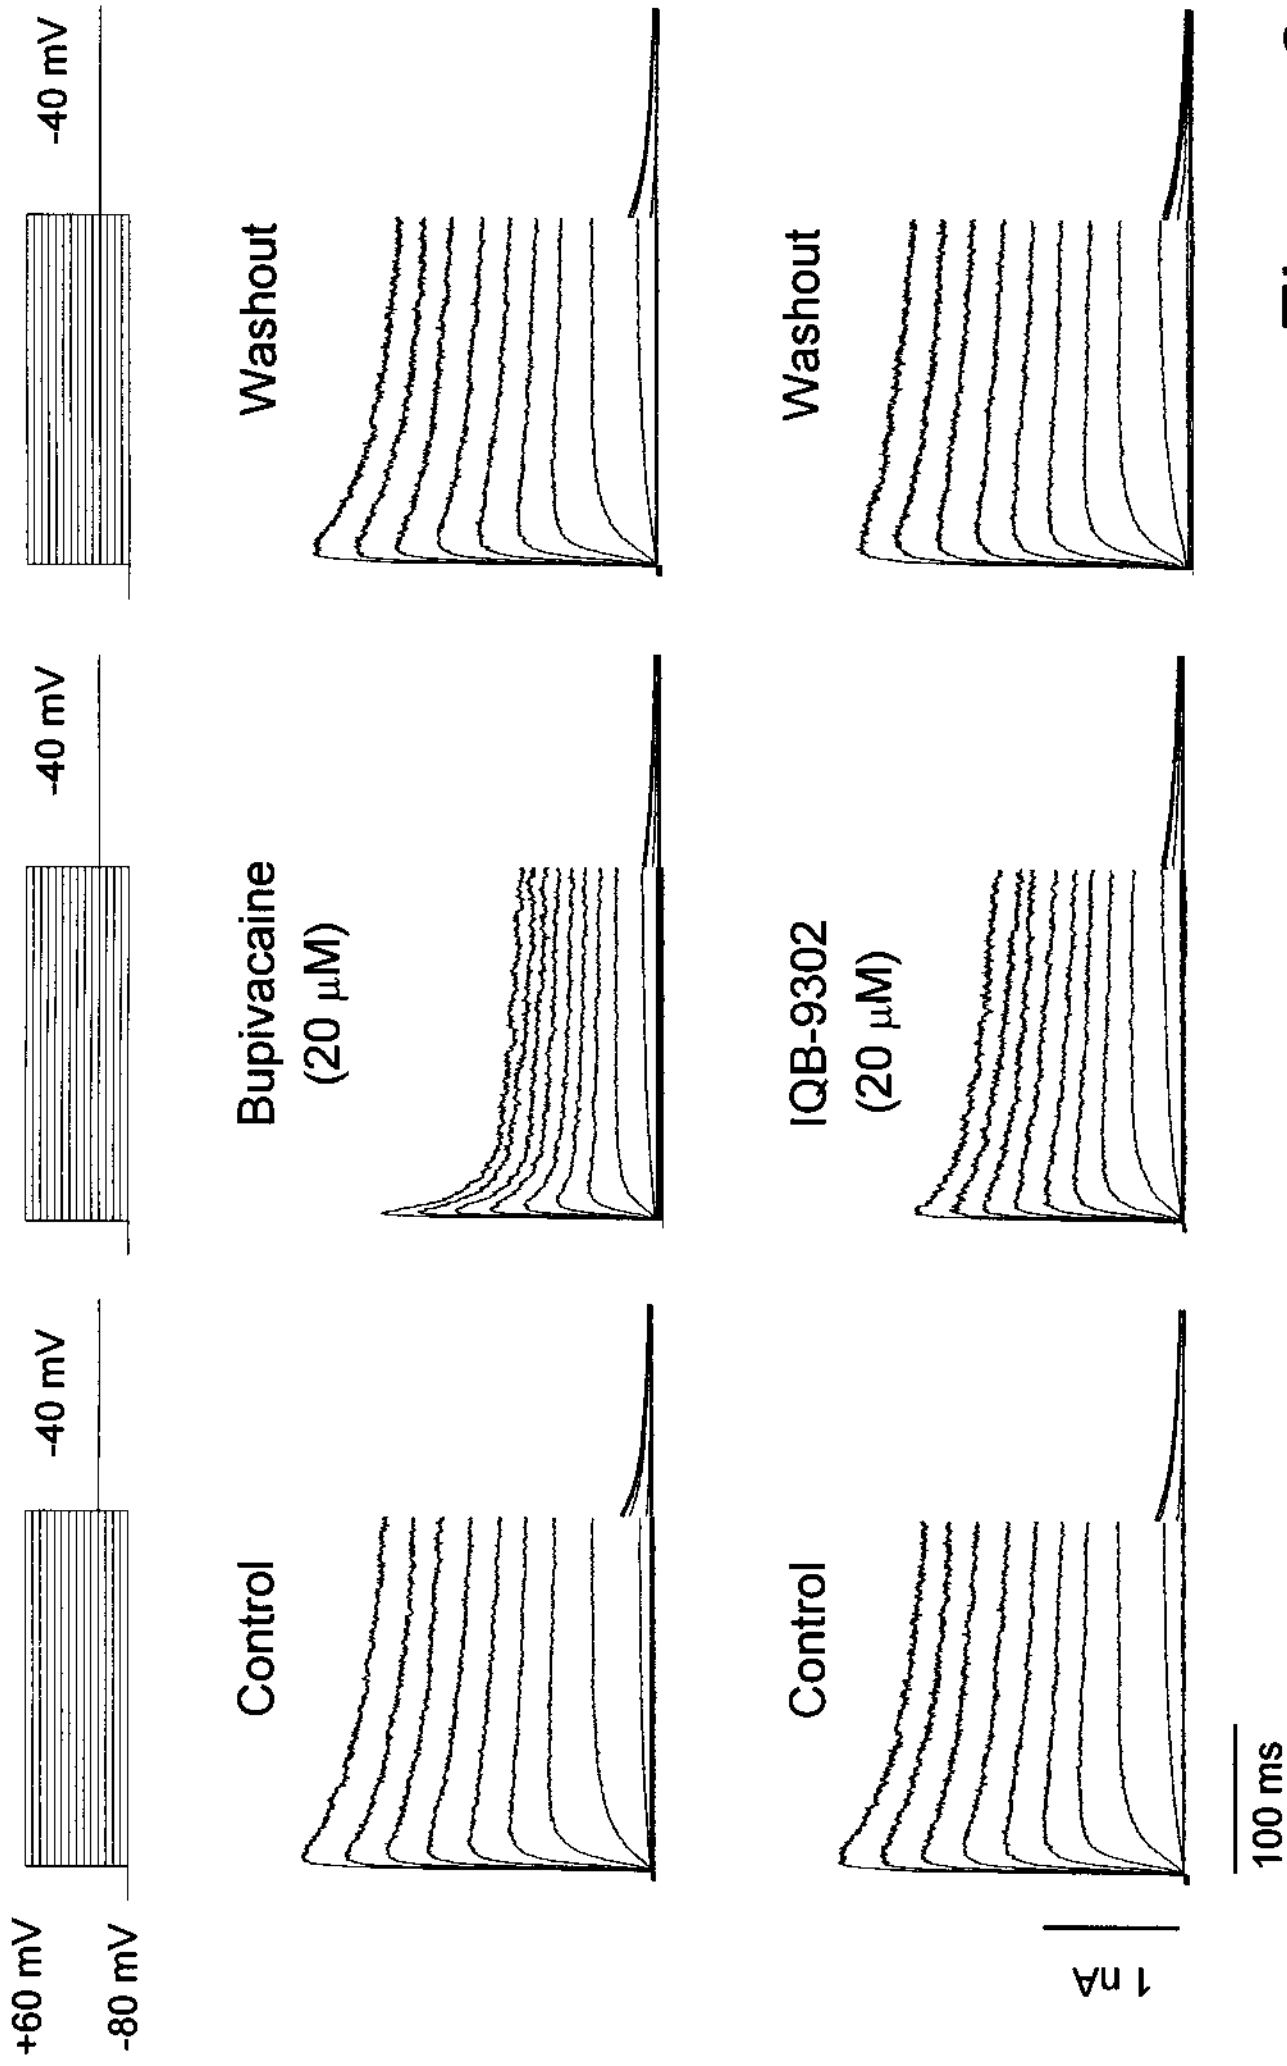 +60 mV
-80 mV
-40 mV
-40 mV
-40 mV
Control
Bupivacaine
(20 μM)
Washout
Control
IQB-9302
(20 μM)
Washout
1 nA
100 ms